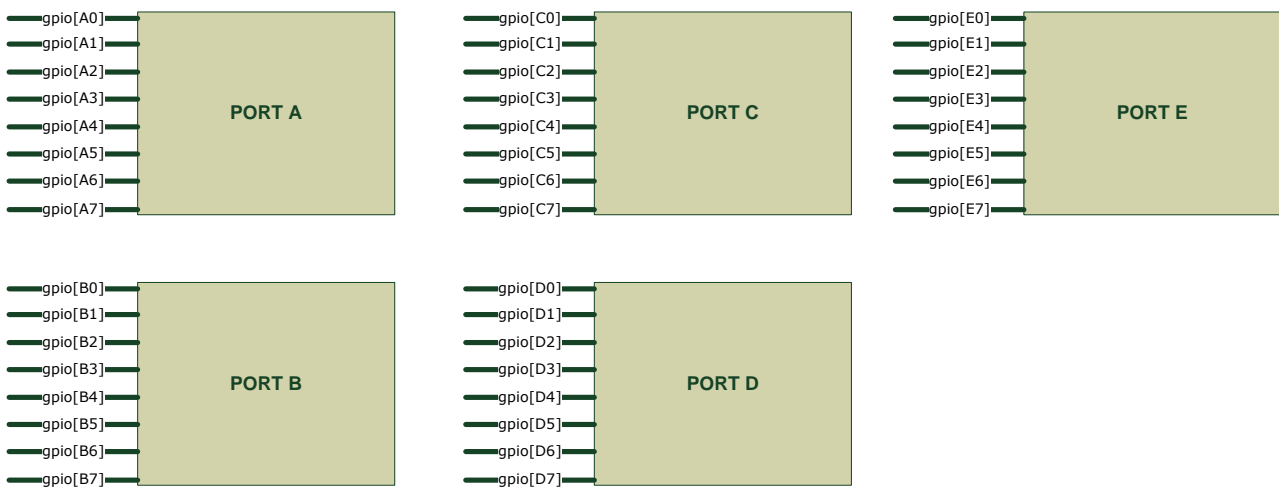 gpio[A0]
gpio[A1]
gpio[A2]
gpio[A3]
gpio[A4]
gpio[A5]
gpio[A6]
gpio[A7]
PORT A
gpio[C0]
gpio[C1]
gpio[C2]
gpio[C3]
gpio[C4]
gpio[C5]
gpio[C6]
gpio[C7]
PORT C
gpio[E0]
gpio[E1]
gpio[E2]
gpio[E3]
gpio[E4]
gpio[E5]
gpio[E6]
gpio[E7]
PORT E
gpio[B0]
gpio[B1]
gpio[B2]
gpio[B3]
gpio[B4]
gpio[B5]
gpio[B6]
gpio[B7]
PORT B
gpio[D0]
gpio[D1]
gpio[D2]
gpio[D3]
gpio[D4]
gpio[D5]
gpio[D6]
gpio[D7]
PORT D